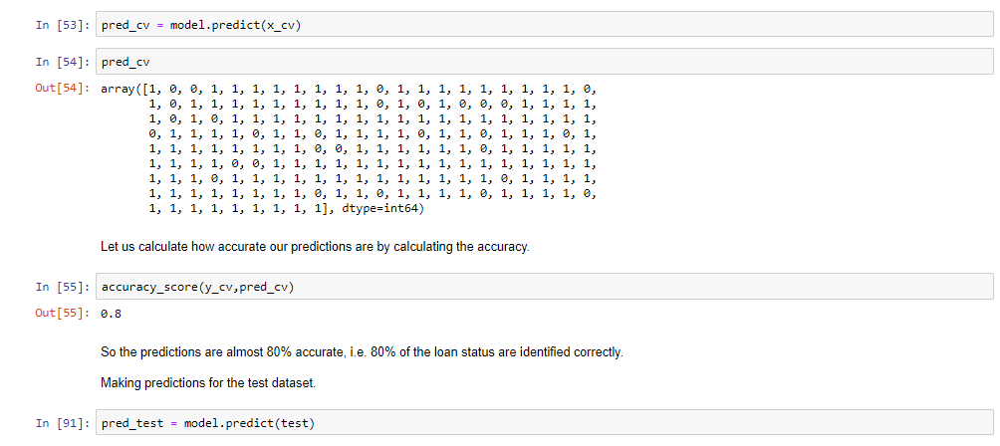 In [53]: pred_cv = model.predict(x_cv)
In [54]: pred_cv
Out[54]: array([1, 0, 0, 1, 1, 1, 1, 1, 1, 1, 1, 0, 1, 1, 1, 1, 1, 1, 1, 1, 1, 0,
1, 0, 1, 1, 1, 1, 1, 1, 1, 1, 1, 0, 1, 0, 1, 0, 0, 0, 1, 1, 1, 1,
1, 0, 1, 0, 1, 1, 1, 1, 1, 1, 1, 1, 1, 1, 1, 1, 1, 1, 1, 1, 1, 1,
0, 1, 1, 1, 1, 0, 1, 1, 0, 1, 1, 1, 1, 0, 1, 1, 0, 1, 1, 1, 0, 1,
1, 1, 1, 1, 1, 1, 1, 1, 0, 0, 1, 1, 1, 1, 1, 1, 0, 1, 1, 1, 1, 1,
1, 1, 1, 1, 0, 0, 1, 1, 1, 1, 1, 1, 1, 1, 1, 1, 1, 1, 1, 1, 1, 1,
1, 1, 1, 0, 1, 1, 1, 1, 1, 1, 1, 1, 1, 1, 1, 1, 1, 0, 1, 1, 1, 1,
1, 1, 1, 1, 1, 1, 1, 1, 0, 1, 1, 0, 1, 1, 1, 1, 0, 1, 1, 1, 1, 0,
1, 1, 1, 1, 1, 1, 1, 1, 1], dtype=int64)
Let us calculate how accurate our predictions are by calculating the accuracy.
In [55]: accuracy_score(y_cv,pred_cv)
Out[55]: 0.8
So the predictions are almost 80% accurate, i.e. 80% of the loan status are identified correctly.
Making predictions for the test dataset.
In [91]: pred_test = model.predict(test)